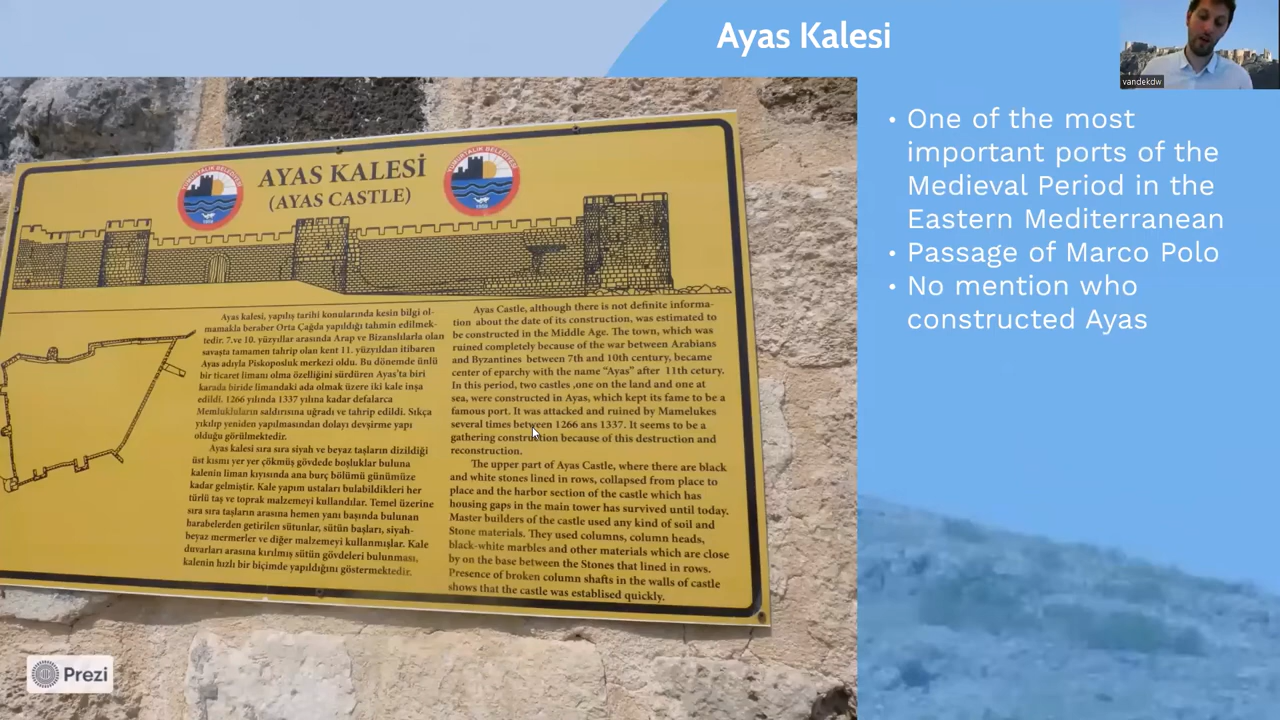 Ayas Kalesi
vandekdw
AYAS KALESİ
(AYAS CASTLE)
Ayas kalesi, yapılış tarihi konularında kesin bilgi ol-
mamakla beraber Orta Çağda yapıldığı tahmin edilmek-
tedir. 7.ve 10. yüzyıllar arasında Arap ve Bizanslılarla olan
savaşta tamamen tahrip olan kent 11. yüzyıldan itibaren
Ayas adıyla Piskoposluk merkezi oldu. Bu dönemde ünlü
bir ticaret limanı olma özelliğini sürdüren Ayas'ta biri
karada biride limandaki ada olmak üzere iki kale inşa
edildi. 1266 yılında 1337 yılına kadar defalarca
Memlukluların saldırısına uğradı ve tahrip edildi. Sıkça
yıkılıp yeniden yapılmasından dolayı devşirme yapı
olduğu görülmektedir.
Ayas kalesi sıra sıra siyah ve beyaz taşların dizildiği
üst kısmı yer yer çökmüş gövdede boşluklar buluna
kalenin liman kıyısında ana burç bölümü günümüze
kadar gelmiştir. Kale yapım ustaları bulabildikleri her
türlü taş ve toprak malzemeyi kullandılar. Temel üzerine
sıra sıra taşların arasına hemen yanı başında bulunan
harabelerden getirilen sütunlar, sütün başları, siyah-
beyaz mermerler ve diğer malzemeyi kullanmışlar. Kale
duvarları arasına kırılmış sütün gövdeleri bulunması,
kalenin hızlı bir biçimde yapıldığını göstermektedir.
Ayas Castle, although there is not definite informa-
tion about the date of its construction, was estimated to
be constructed in the Middle Age. The town, which was
ruined completely because of the war between Arabians
and Byzantines between 7th and 10th century, became
center of eparchy with the name "Ayas" after 11th cetury.
In this period, two castles ,one on the land and one at
sea, were constructed in Ayas, which kept its fame to be a
famous port. It was attacked and ruined by Mamelukes
several times between 1266 ans 1337. It seems to be a
gathering construction because of this destruction and
reconstruction.
The upper part of Ayas Castle, where there are black
and white stones lined in rows, collapsed from place to
place and the harbor section of the castle which has
housing gaps in the main tower has survived until today.
Master builders of the castle used any kind of soil and
Stone materials. They used columns, column heads,
black-white marbles and other materials which are close
by on the base between the Stones that lined in rows.
Presence of broken column shafts in the walls of castle
shows that the castle was establised quickly.
• One of the most
important ports of the
Medieval Period in the
Eastern Mediterranean
• Passage of Marco Polo
• No mention who
constructed Ayas
Prezi